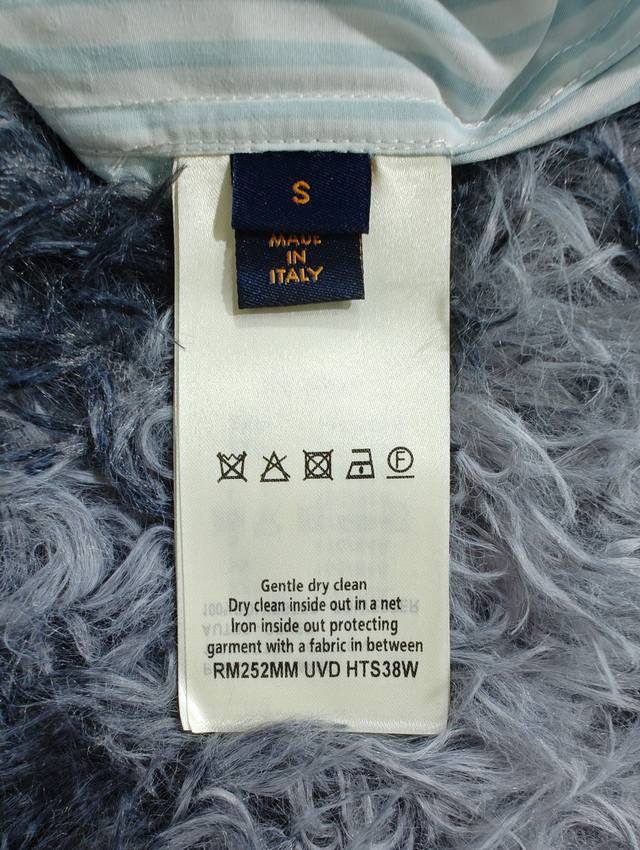 S
MADE
IN
ITALY
F
Gentle dry clean
Dry clean inside out in a net
Iron inside out protecting
garment with a fabric in between
RM252MM UVD HTS38W